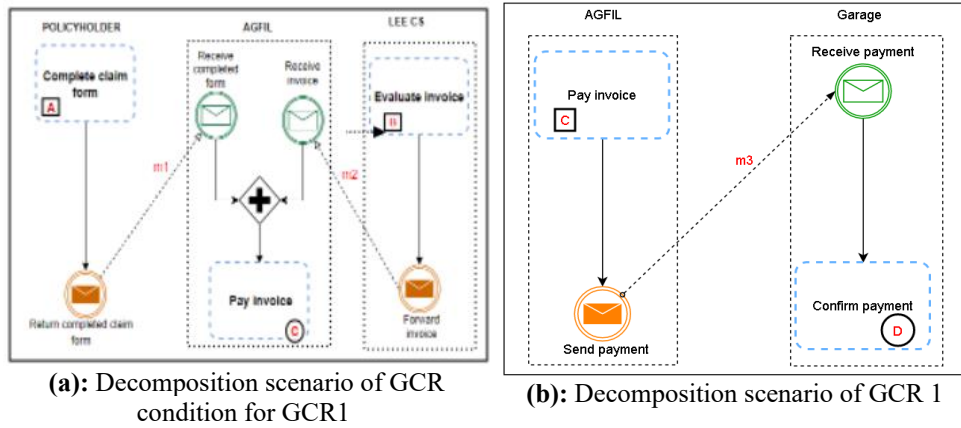 POLICYHOLDER
AGFIL
LEE C$
Complete claim
form
A
Receive
completed
form
Receive
invoice
Evaluate invoice
B
m1
m2
Pay invoice
C
Return completed claim
form
Forward
invoice
(a): Decomposition scenario of GCR
condition for GCR1
AGFIL
Garage
Pay invoice
C
Receive payment
m3
Send payment
Confirm payment
D
(b): Decomposition scenario of GCR 1